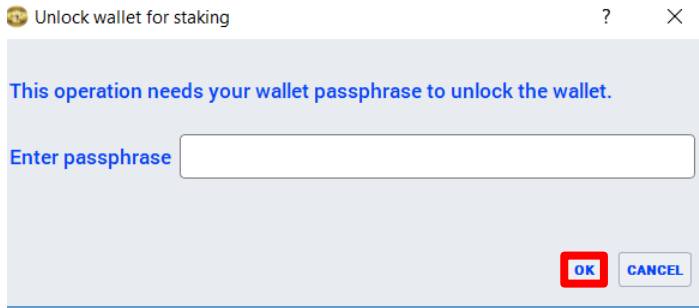 Unlock wallet for staking ?
This operation needs your wallet passphrase to unlock the wallet.
Enter passphrase
OK CANCEL